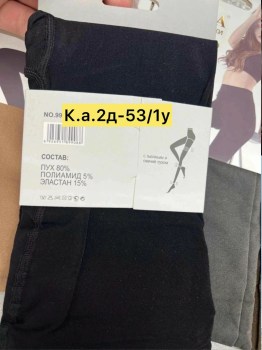 NO.99
К.а.2д-53/1у
СОСТАВ:
ПУХ 80%
ПОЛИАМИД 5%
ЭЛАСТАН 15%